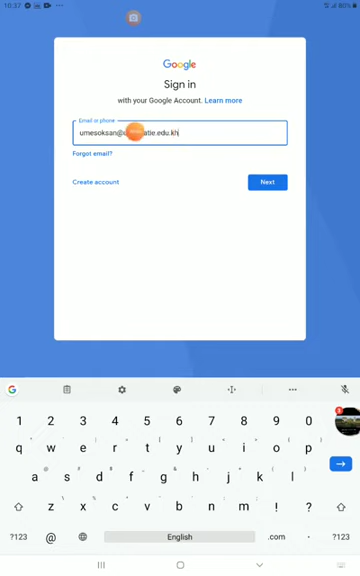 10:37 80%
Google
Sign in
with your Google Account. Learn more
Email or phone
Forgot email?
Create account Next
G
1 2 3 4 5 6 7 8 9 0
q w e r t y u i o p
a s d f g h j k l
z x c v b n m ! ?
?123 @ English .com . ?123